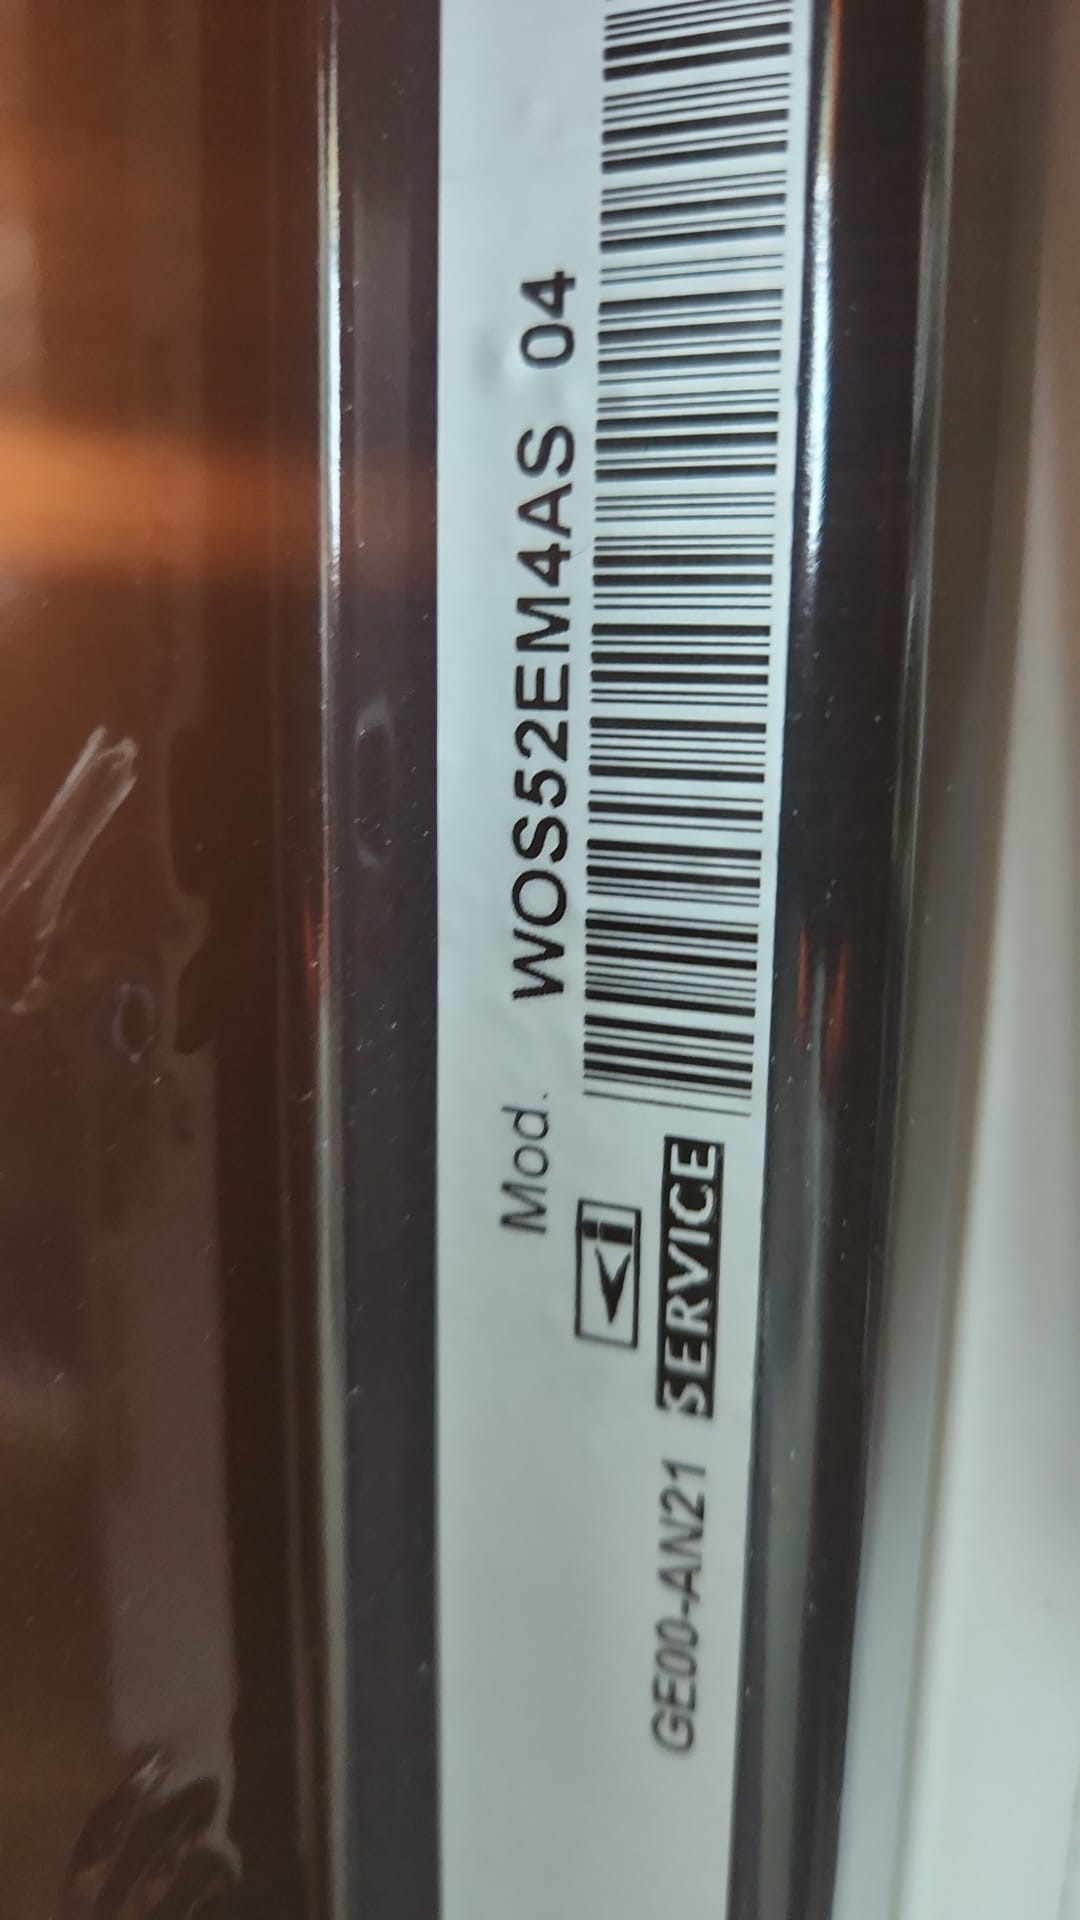 Mod. WOS52EM4AS 04
i
SERVICE
GE00-AN21